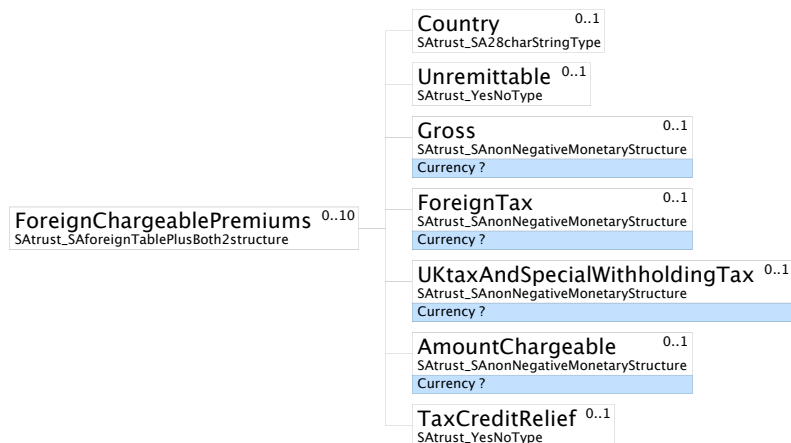 Country 0..1
SAtrust_SA28charStringType
Unremittable 0..1
SAtrust_YesNoType
Gross 0..1
SAtrust_SAnonNegativeMonetaryStructure
Currency ?
ForeignChargeablePremiums 0..10
SAtrust_SAforeignTablePlusBoth2structure
ForeignTax 0..1
SAtrust_SAnonNegativeMonetaryStructure
Currency ?
UKtaxAndSpecialWithholdingTax 0..1
SAtrust_SAnonNegativeMonetaryStructure
Currency ?
AmountChargeable 0..1
SAtrust_SAnonNegativeMonetaryStructure
Currency ?
TaxCreditRelief 0..1
SAtrust_YesNoType